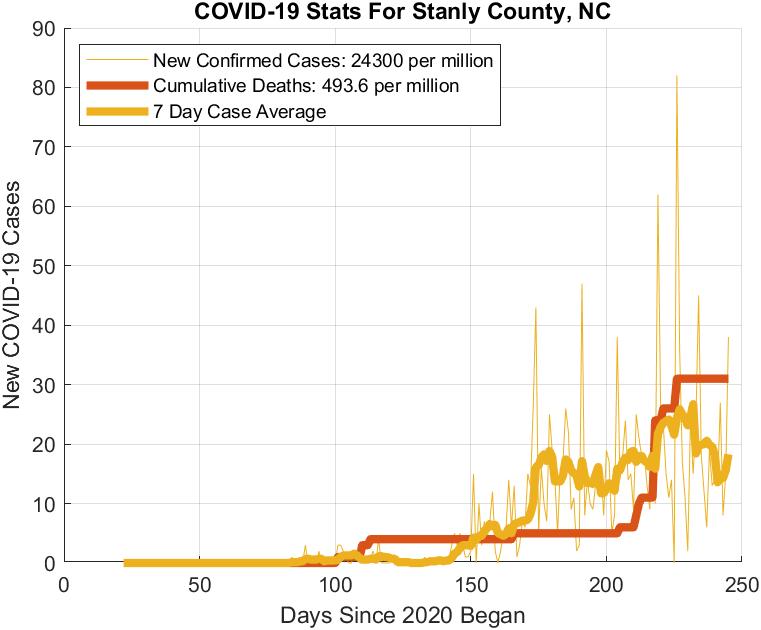 COVID-19 Stats For Stanly County, NC
90
80
70
60
50
40
30
20
10
0
New COVID-19 Cases
New Confirmed Cases: 24300 per million
Cumulative Deaths: 493.6 per million
7 Day Case Average
0 50 100 150 200 250
Days Since 2020 Began